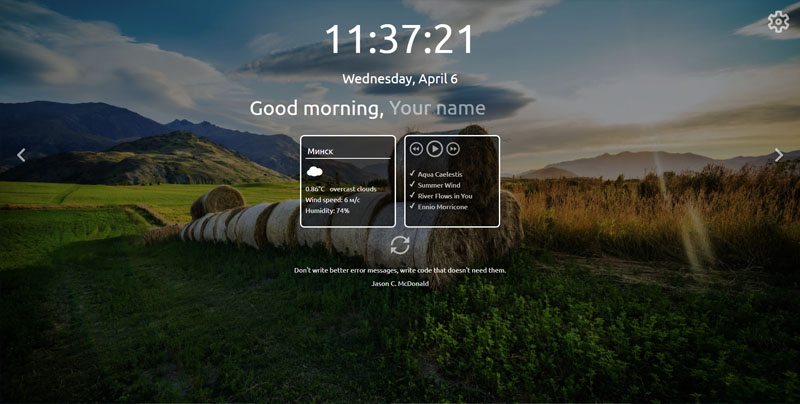 11:37:21
Wednesday, April 6
Good morning, Your name
Минск
0.86°C overcast clouds
Wind speed: 6 м/с
Humidity: 74%
Aqua Caelestis
Summer Wind
River Flows in You
Ennio Morricone
Don't write better error messages, write code that doesn't need them.
Jason C. McDonald